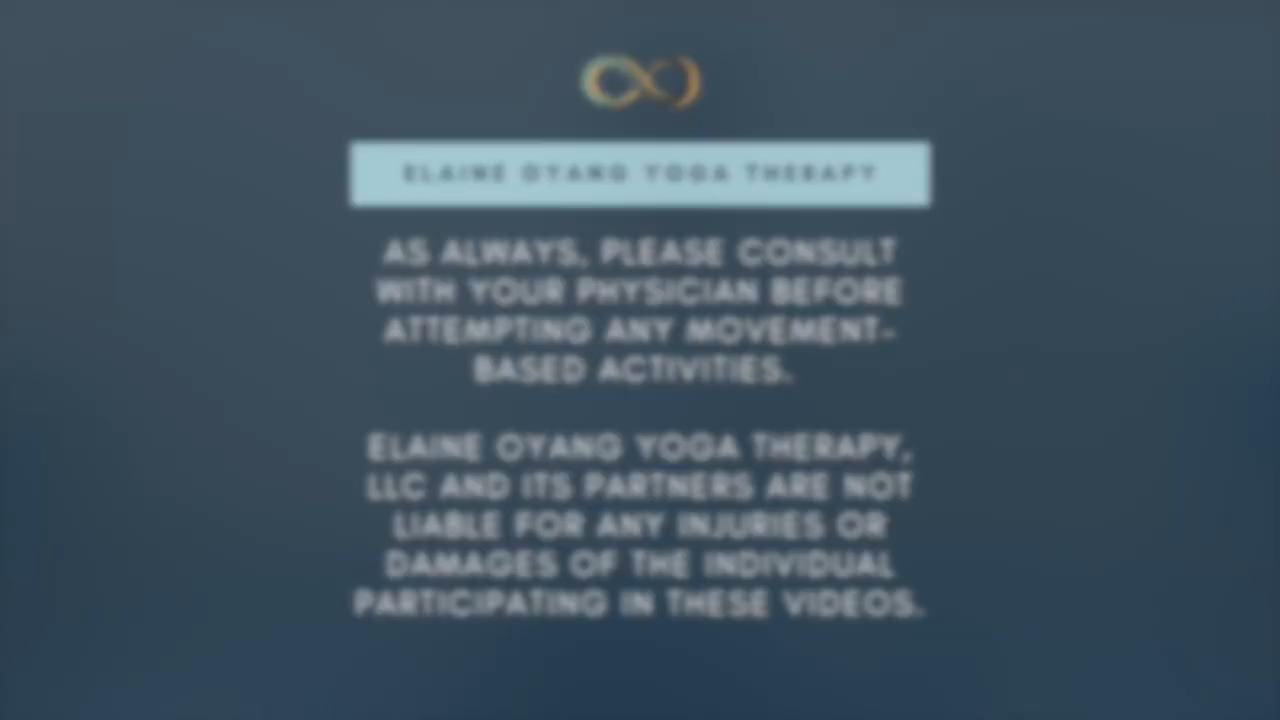 ELAINE OYANG YOGA THERAPY
AS ALWAYS, PLEASE CONSULT
WITH YOUR PHYSICIAN BEFORE
ATTEMPTING ANY MOVEMENT-
BASED ACTIVITIES.
ELAINE OYANG YOGA THERAPY,
LLC AND ITS PARTNERS ARE NOT
LIABLE FOR ANY INJURIES OR
DAMAGES OF THE INDIVIDUAL
PARTICIPATING IN THESE VIDEOS.